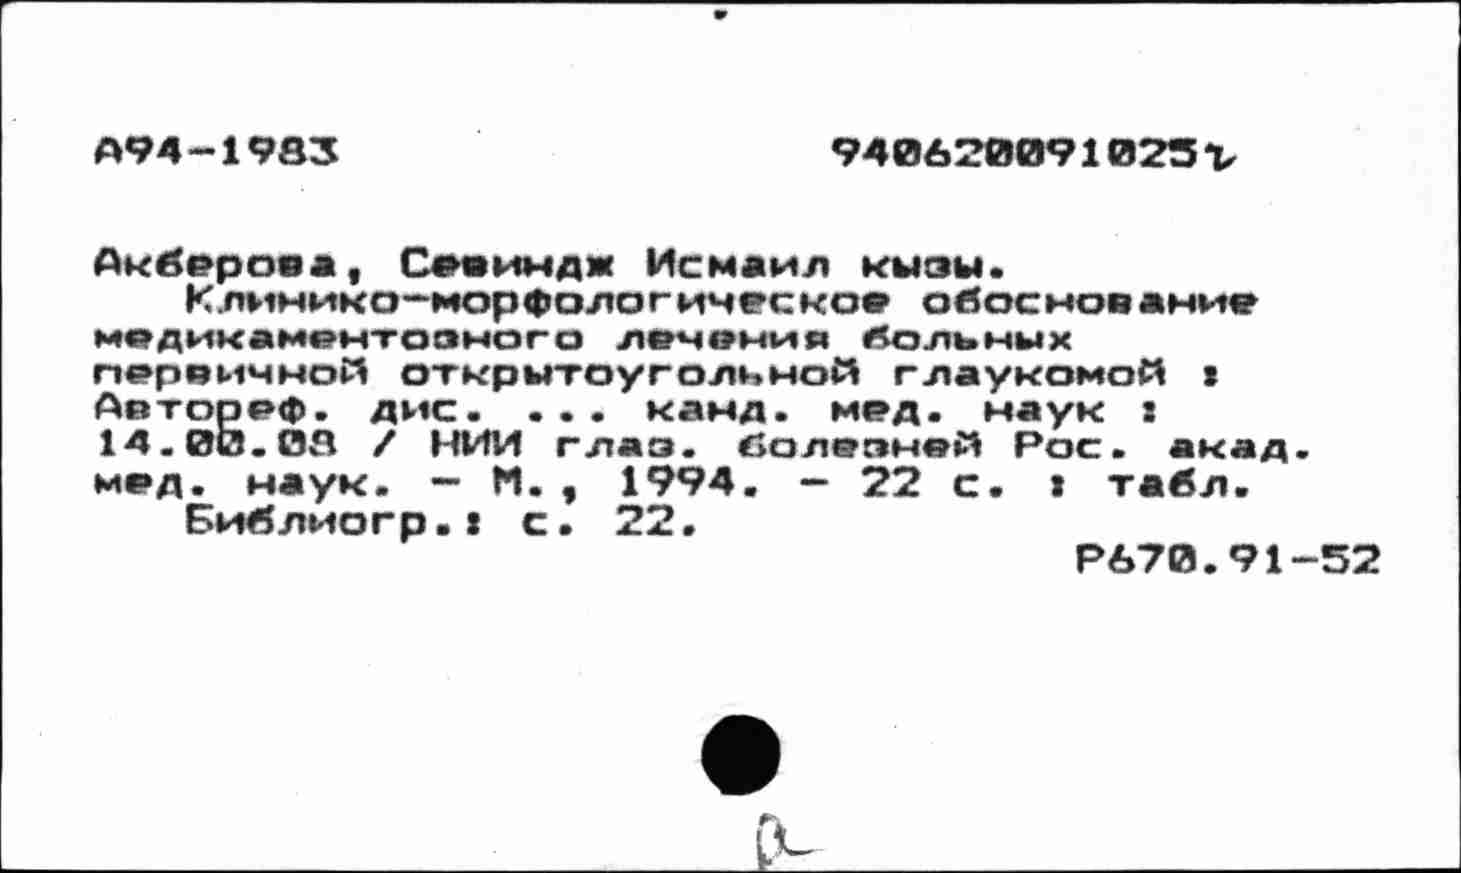 А94-1983 940620091025
Акберова, Севиндж Исмаил кызы.
Клинико-морфологическое обоснование
медикаментозного лечения больных
первичной открытоугольной глаукомой :
Автореф. дис. ... канд. мед. наук :
14.00.08 / НИИ глаз. болезней Рос. акад.
мед. наук. - М., 1994. - 22 с. : табл.
Библиогр.: с. 22.
Р670.91-52